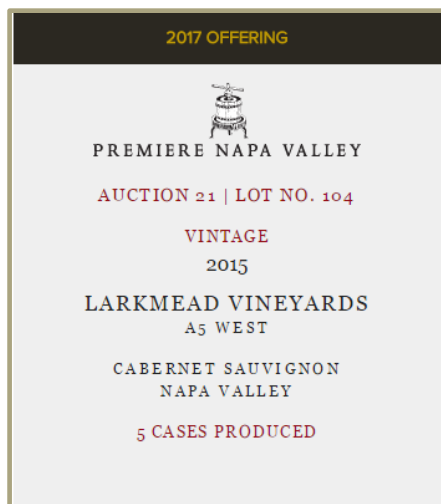 2017 OFFERING
PREMIERE NAPA VALLEY
AUCTION 21 | LOT NO. 104
VINTAGE
2015
LARKMEAD VINEYARDS
A5 WEST
CABERNET SAUVIGNON
NAPA VALLEY
5 CASES PRODUCED